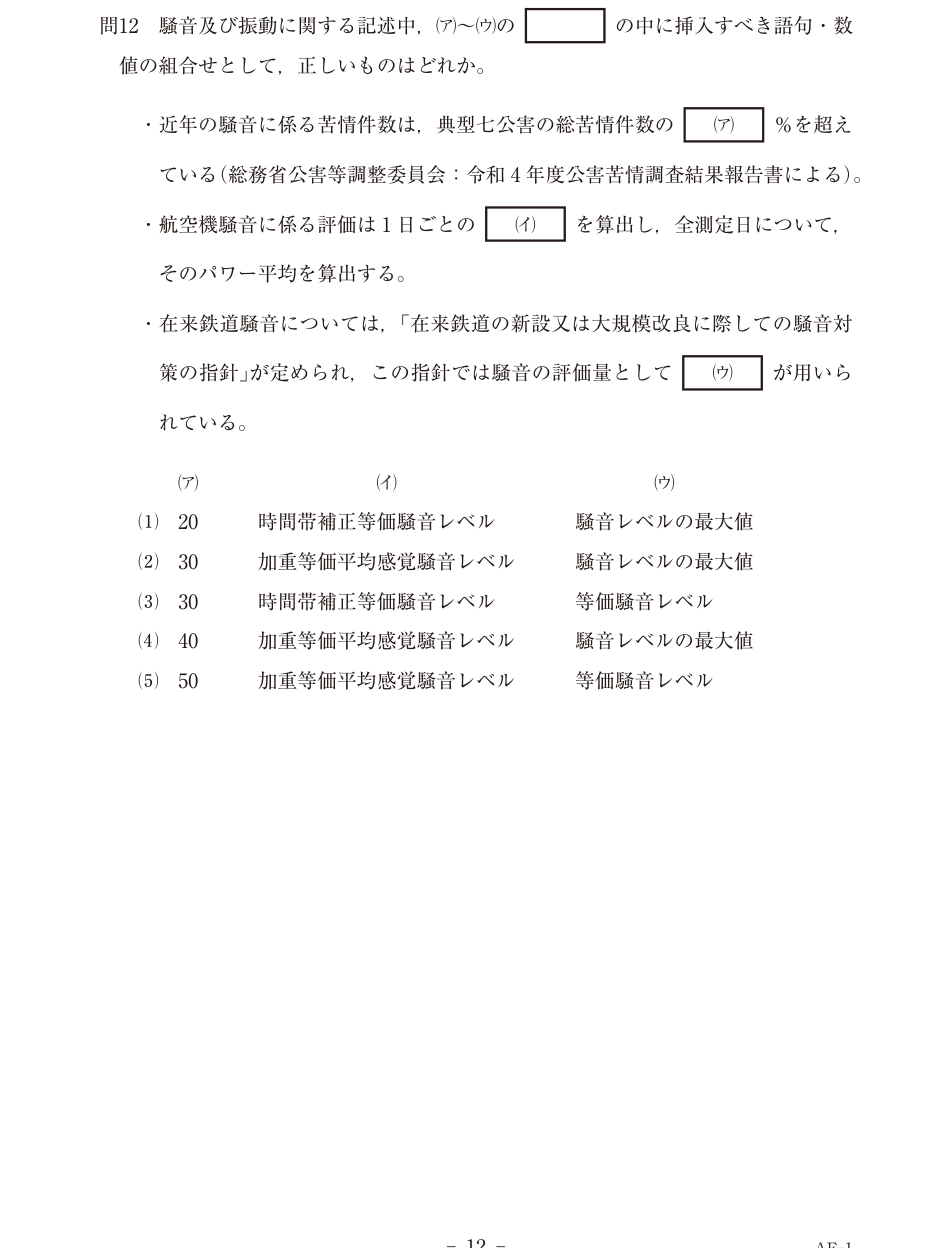 問12　騒音及び振動に関する記述中，㋐～㋒の　　　　の中に挿入すべき語句・数
値の組合せとして，正しいものはどれか。
・近年の騒音に係る苦情件数は，典型七公害の総苦情件数の　(ア)　％を超え
ている(総務省公害等調整委員会：令和４年度公害苦情調査結果報告書による)。
・航空機騒音に係る評価は１日ごとの　(イ)　を算出し，全測定日について，
そのパワー平均を算出する。
・在来鉄道騒音については，「在来鉄道の新設又は大規模改良に際しての騒音対
策の指針」が定められ，この指針では騒音の評価量として　(ウ)　が用いら
れている。
(ア)　(イ)　(ウ)
(1)　20　時間帯補正等価騒音レベル　騒音レベルの最大値
(2)　30　加重等価平均感覚騒音レベル　騒音レベルの最大値
(3)　30　時間帯補正等価騒音レベル　等価騒音レベル
(4)　40　加重等価平均感覚騒音レベル　騒音レベルの最大値
(5)　50　加重等価平均感覚騒音レベル　等価騒音レベル